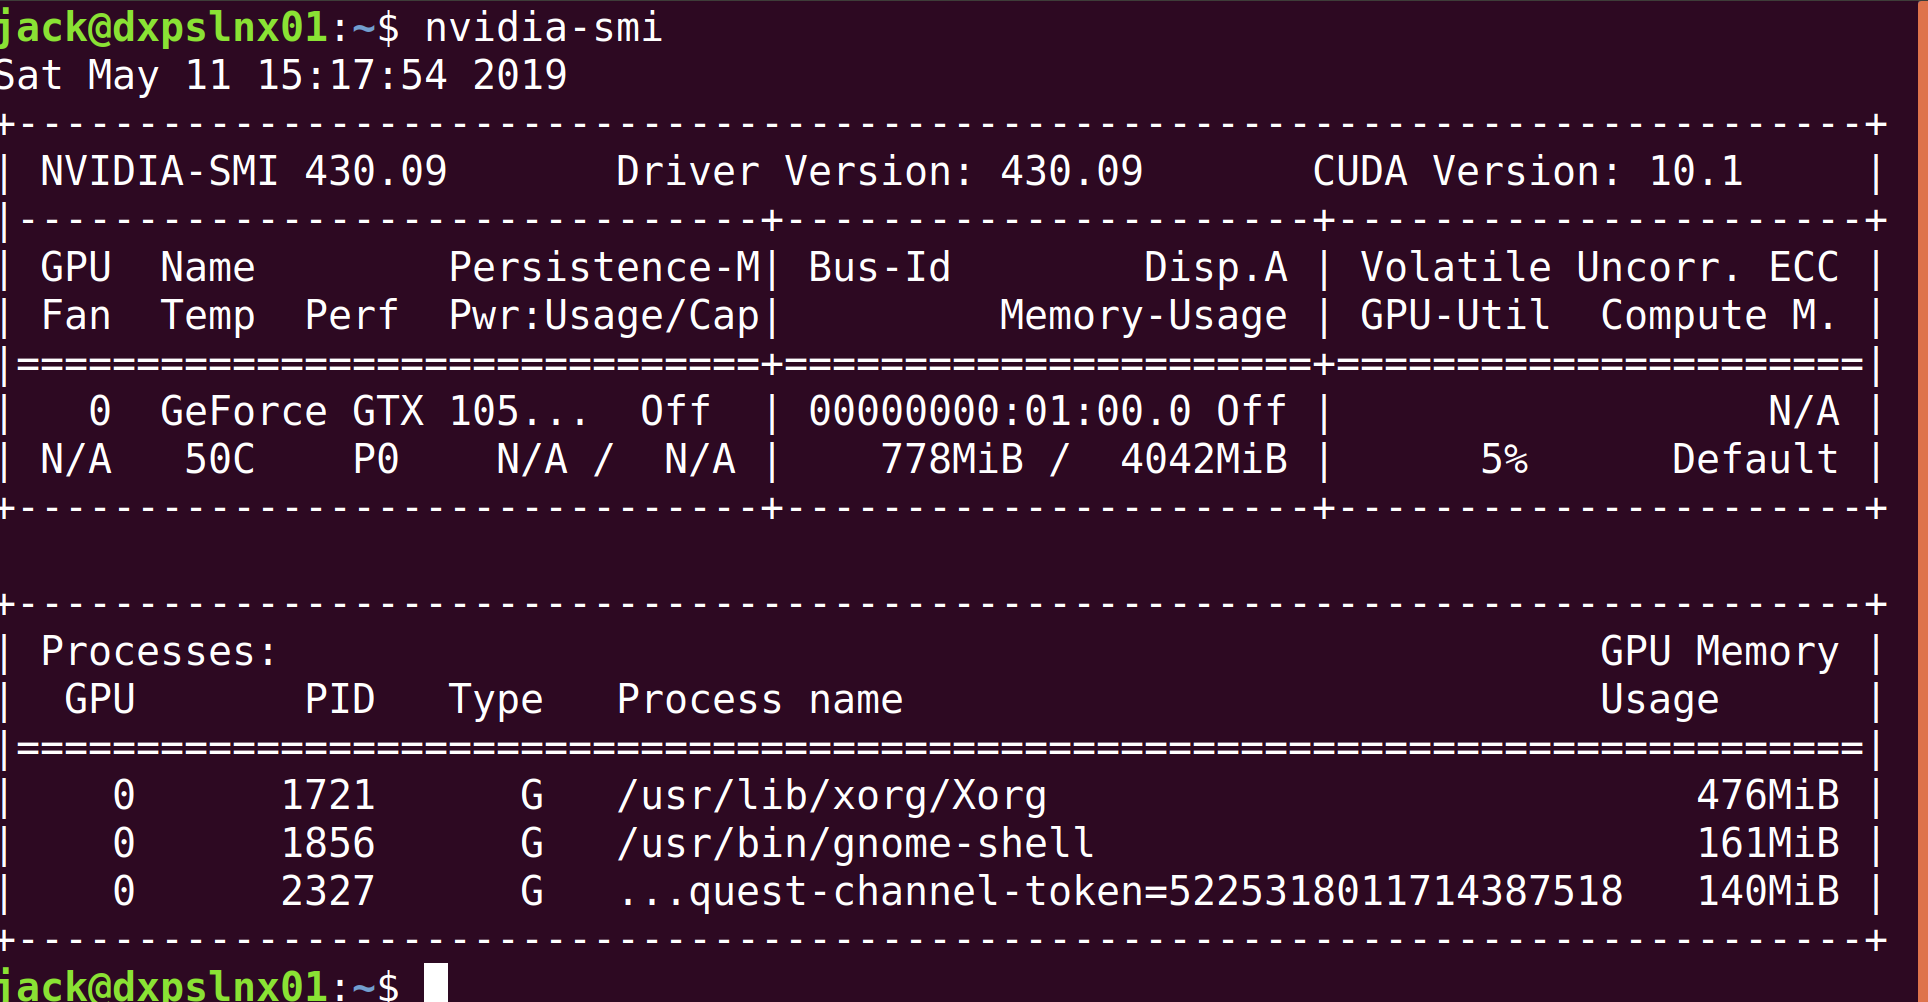 jack@dxpslnx01:~$ nvidia-smi
Sat May 11 15:17:54 2019
+-----------------------------------------------------------------------------+
| NVIDIA-SMI 430.09       Driver Version: 430.09       CUDA Version: 10.1     |
|-------------------------------+----------------------+----------------------+
| GPU  Name        Persistence-M| Bus-Id        Disp.A | Volatile Uncorr. ECC |
| Fan  Temp  Perf  Pwr:Usage/Cap|         Memory-Usage | GPU-Util  Compute M. |
|===============================+======================+======================|
|   0  GeForce GTX 105...  Off  | 00000000:01:00.0 Off |                  N/A |
| N/A   50C    P0    N/A /  N/A |    778MiB /  4042MiB |      5%      Default |
+-------------------------------+----------------------+----------------------+

+-----------------------------------------------------------------------------+
| Processes:                                                       GPU Memory |
|  GPU       PID   Type   Process name                             Usage      |
|=============================================================================|
|    0      1721      G   /usr/lib/xorg/Xorg                           476MiB |
|    0      1856      G   /usr/bin/gnome-shell                         161MiB |
|    0      2327      G   ...quest-channel-token=5225318011714387518   140MiB |
+-----------------------------------------------------------------------------+
jack@dxpslnx01:~$